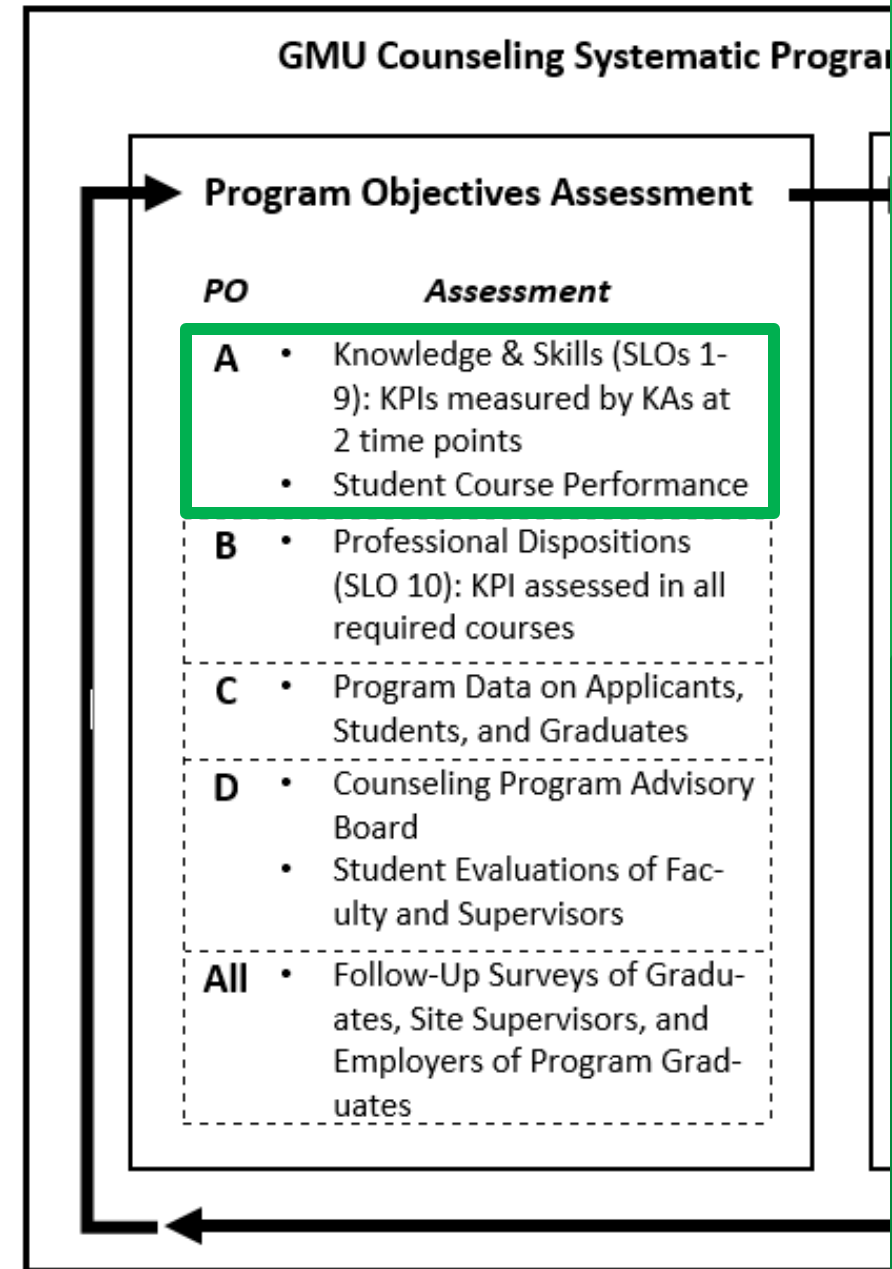 GMU Counseling Systematic
Program Objectives Assessment
PO Assessment
A • Knowledge & Skills (SLOs 1-
9): KPIs measured by KAs at
2 time points
• Student Course Performance
B • Professional Dispositions
(SLO 10): KPI assessed in all
required courses
C • Program Data on Applicants,
Students, and Graduates
D • Counseling Program Advisory
Board
• Student Evaluations of Fac-
ulty and Supervisors
All • Follow-Up Surveys of Gradu-
ates, Site Supervisors, and
Employers of Program Grad-
uates